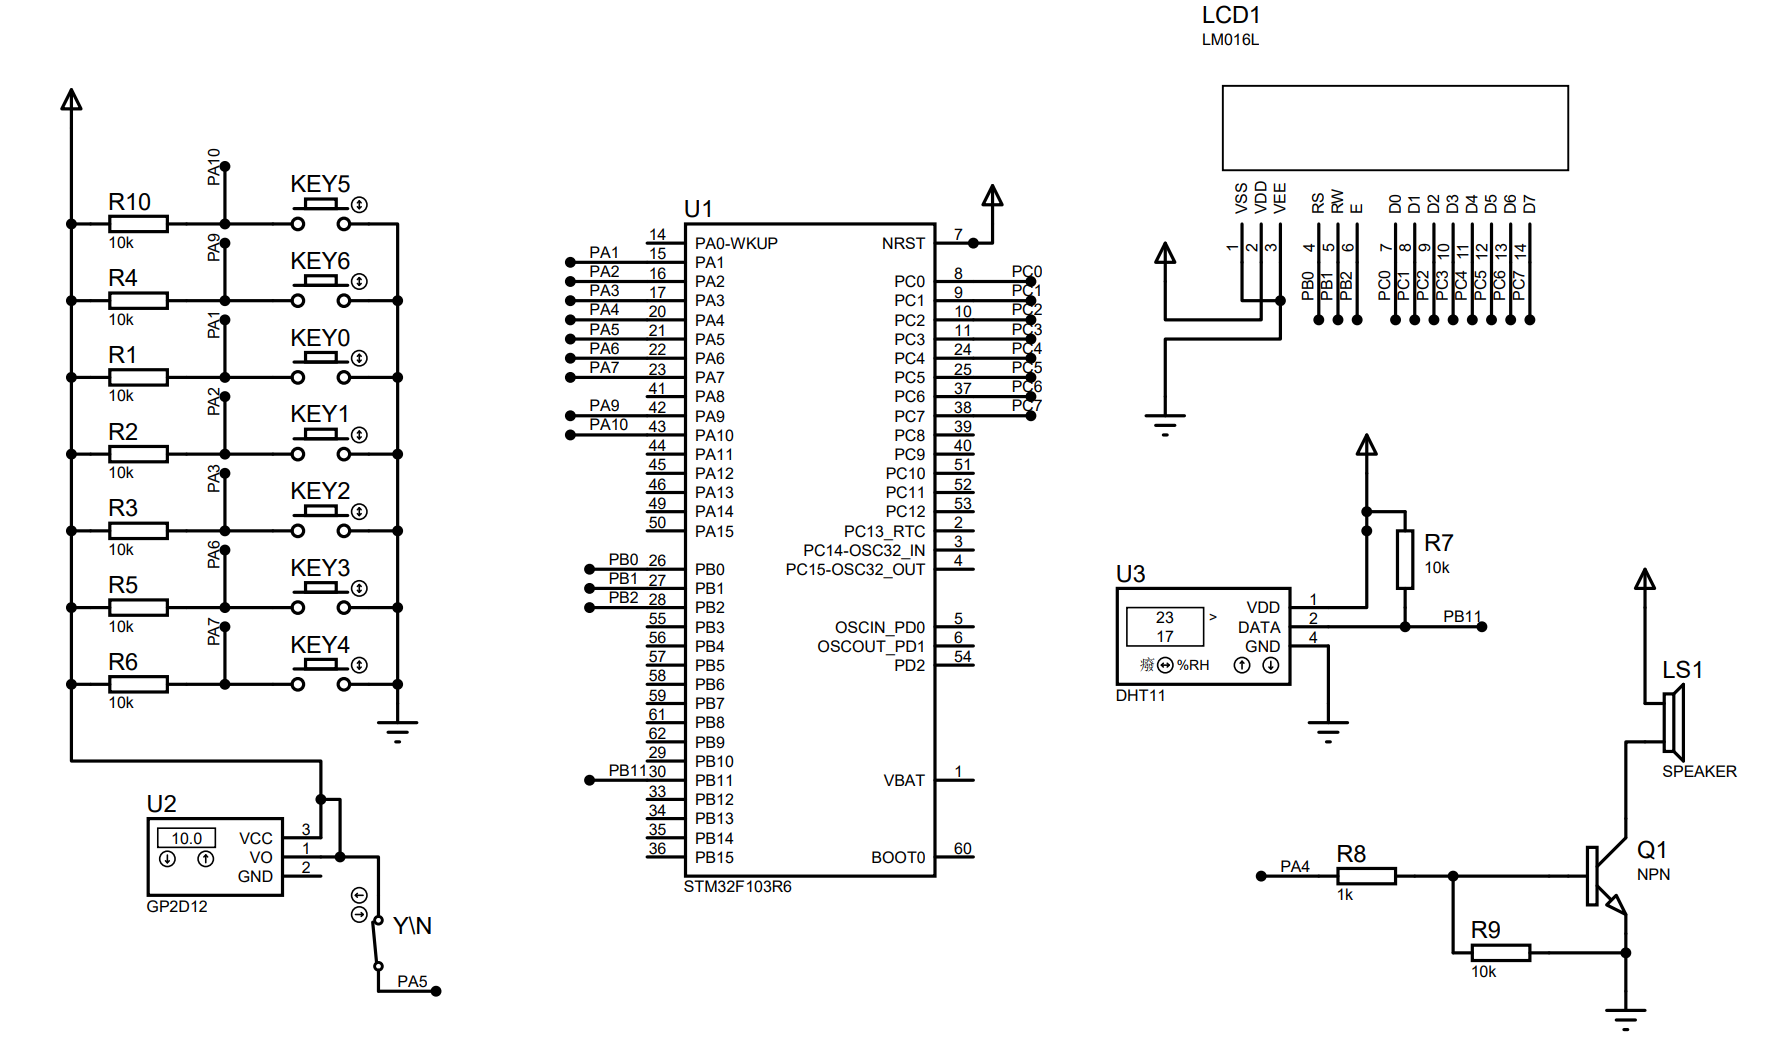 LCD1
LM016L
VSS
VDD
VEE
RS
RW
E
D0
D1
D2
D3
D4
D5
D6
D7
1
2
3
4
5
6
7
8
9
10
11
12
13
14
PB0
PB1
PB2
PC0
PC1
PC2
PC3
PC4
PC5
PC6
PC7
PA10
R10
10k
KEY5
PA9
R4
10k
KEY6
PA1
R1
10k
KEY0
PA2
R2
10k
KEY1
PA3
R3
10k
KEY2
PA6
R5
10k
KEY3
PA7
R6
10k
KEY4
U2
10.0
VCC 3
VO 1
GND 2
GP2D12
Y\N
PA5
U1
14 PA0-WKUP
PA1 15 PA1
PA2 16 PA2
PA3 17 PA3
PA4 20 PA4
PA5 21 PA5
PA6 22 PA6
PA7 23 PA7
41 PA8
PA9 42 PA9
PA10 43 PA10
44 PA11
45 PA12
46 PA13
49 PA14
50 PA15
PB0 26 PB0
PB1 27 PB1
PB2 28 PB2
55 PB3
56 PB4
57 PB5
58 PB6
59 PB7
61 PB8
62 PB9
29 PB10
PB11 30 PB11
33 PB12
34 PB13
35 PB14
36 PB15
NRST 7
PC0 8 PC0
PC1 9 PC1
PC2 10 PC2
PC3 11 PC3
PC4 24 PC4
PC5 25 PC5
PC6 37 PC6
PC7 38 PC7
PC8 39
PC9 40
PC10 51
PC11 52
PC12 53
PC13_RTC 2
PC14-OSC32_IN 3
PC15-OSC32_OUT 4
OSCIN_PD0 5
OSCOUT_PD1 6
PD2 54
VBAT 1
BOOT0 60
STM32F103R6
U3
23
17
>
癈
%RH
VDD 1
DATA 2
GND 4
DHT11
R7
10k
PB11
LS1
SPEAKER
PA4
R8
1k
Q1
NPN
R9
10k